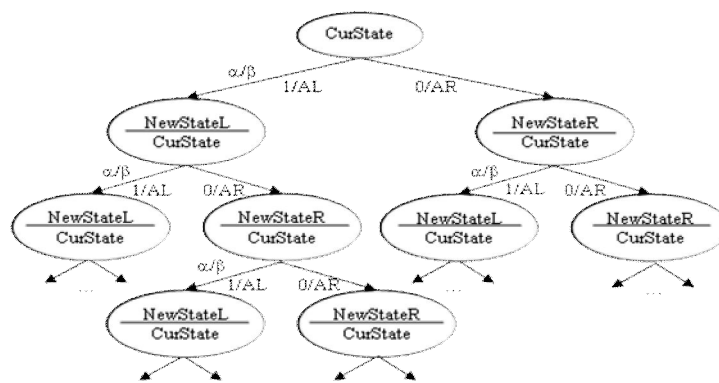 CurState
α/β
1/AL 0/AR
NewStateL NewStateR
CurState CurState
α/β α/β
1/AL 0/AR 1/AL 0/AR
NewStateL NewStateR NewStateL NewStateR
CurState CurState CurState CurState
α/β
... 1/AL 0/AR ... ...
NewStateL NewStateR
CurState CurState